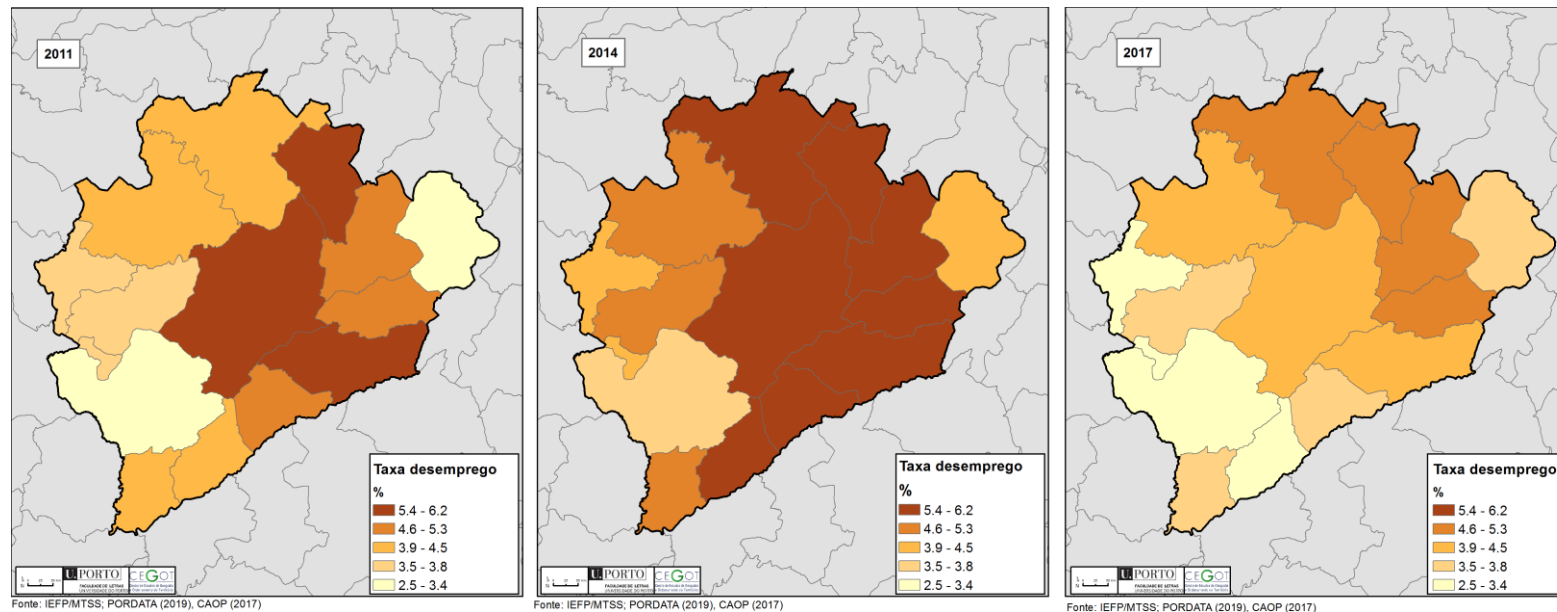 2011
Taxa desemprego
%
5.4 - 6.2
4.6 - 5.3
3.9 - 4.5
3.5 - 3.8
2.5 - 3.4
U. PORTO
FACULDADE DE LETRAS
UNIVERSIDADE DO PORTO
CEGOT
Fonte: IEFP/MTSS; PORDATA (2019), CAOP (2017)
2014
Taxa desemprego
%
5.4 - 6.2
4.6 - 5.3
3.9 - 4.5
3.5 - 3.8
2.5 - 3.4
U. PORTO
FACULDADE DE LETRAS
UNIVERSIDADE DO PORTO
CEGOT
Fonte: IEFP/MTSS; PORDATA (2019), CAOP (2017)
2017
Taxa desemprego
%
5.4 - 6.2
4.6 - 5.3
3.9 - 4.5
3.5 - 3.8
2.5 - 3.4
U. PORTO
FACULDADE DE LETRAS
UNIVERSIDADE DO PORTO
CEGOT
Fonte: IEFP/MTSS; PORDATA (2019), CAOP (2017)